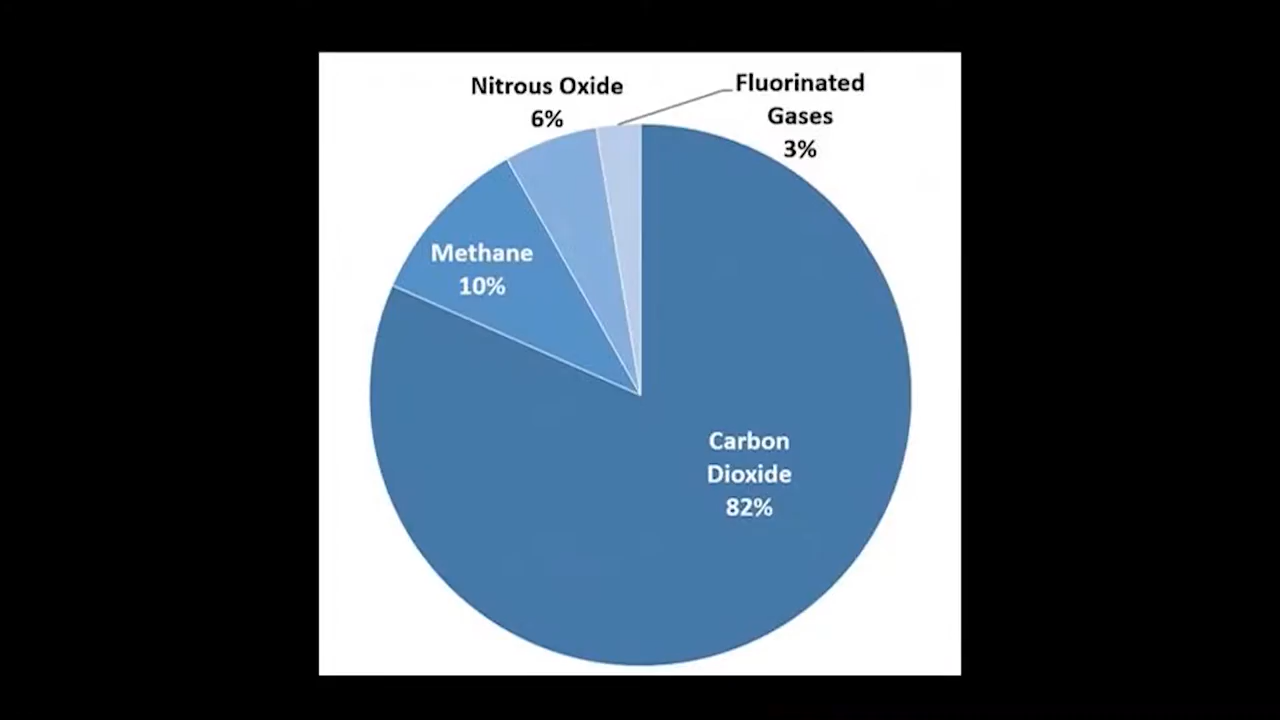 Nitrous Oxide
6%
Fluorinated
Gases
3%
Methane
10%
Carbon
Dioxide
82%